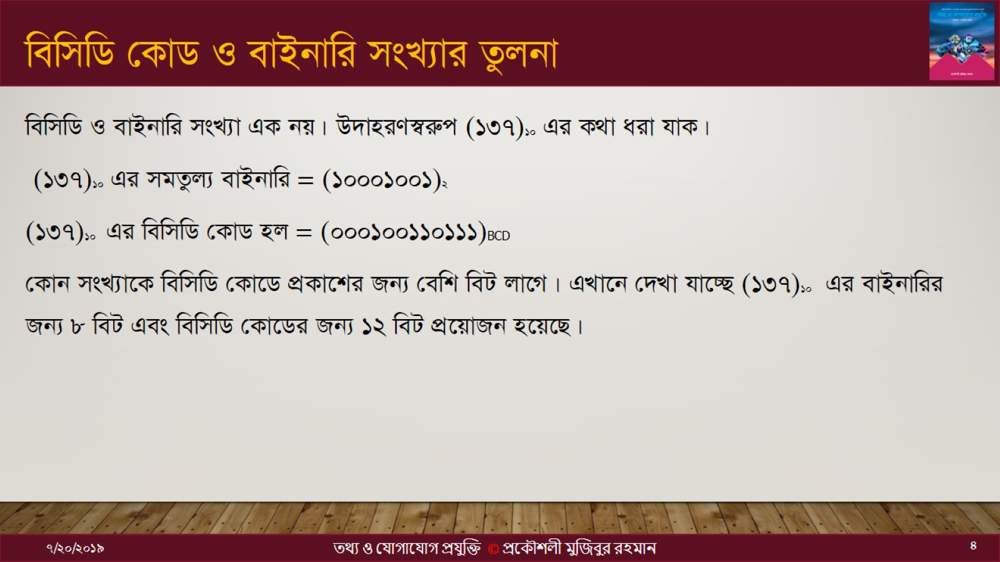 বিসিডি কোড ও বাইনারি সংখ্যার তুলনা
বিসিডি ও বাইনারি সংখ্যা এক নয়। উদাহরণস্বরুপ (১৩৭)১০ এর কথা ধরা যাক।
(১৩৭)১০ এর সমতুল্য বাইনারি = (১০০০১০০১)২
(১৩৭)১০ এর বিসিডি কোড হল = (০০০১০০১১০১১১)BCD
কোন সংখ্যাকে বিসিডি কোডে প্রকাশের জন্য বেশি বিট লাগে। এখানে দেখা যাচ্ছে (১৩৭)১০ এর বাইনারির
জন্য ৮ বিট এবং বিসিডি কোডের জন্য ১২ বিট প্রয়োজন হয়েছে।
৭/২০/২০১৯
তথ্য ও যোগাযোগ প্রযুক্তি © প্রকৌশলী মুজিবুর রহমান
৪